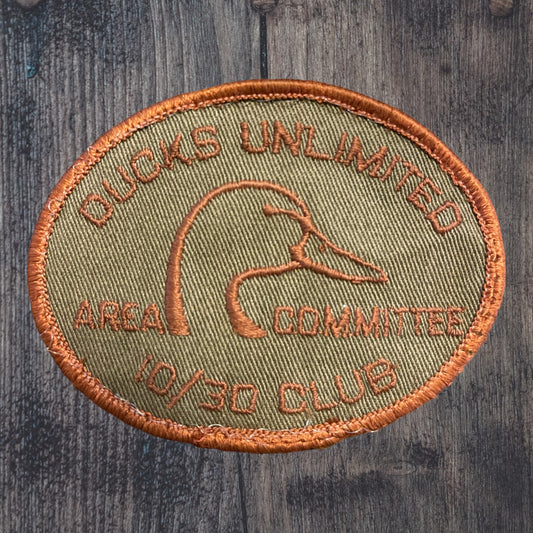 DUCKS UNLIMITED
AREA COMMITTEE
10/30 CLUB